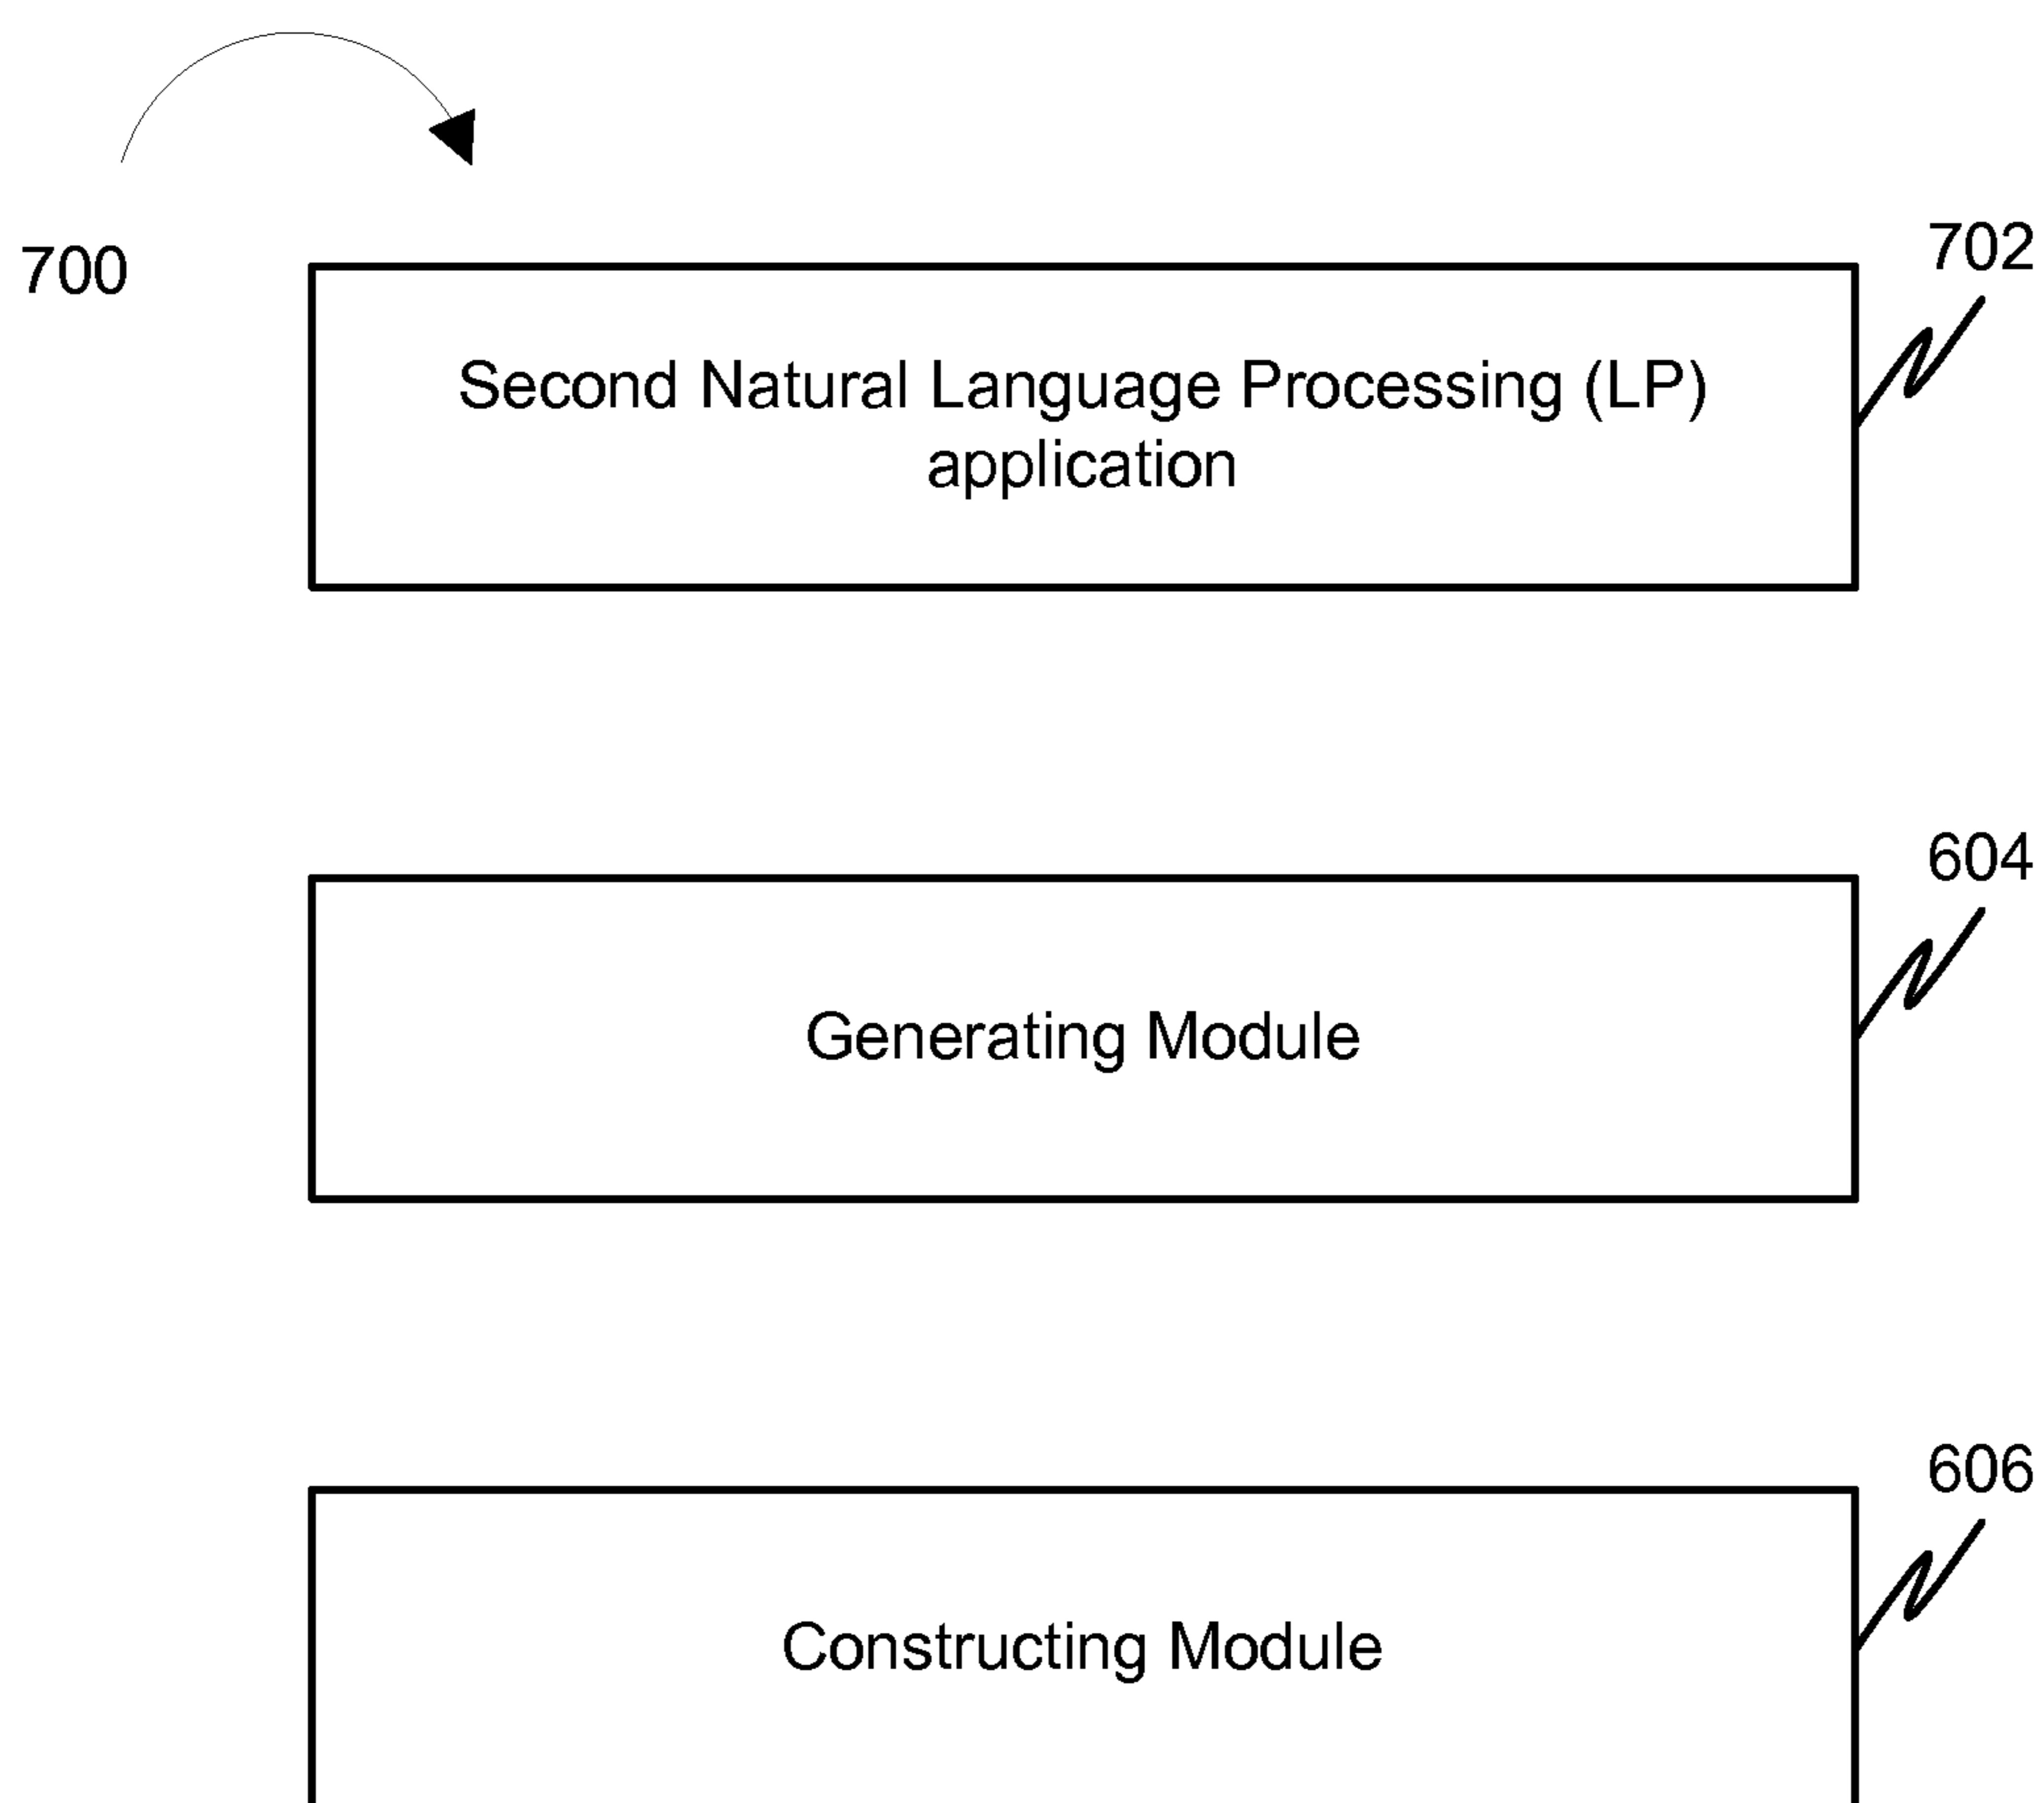 700
702
Second Natural Language Processing (LP)
application
604
Generating Module
606
Constructing Module